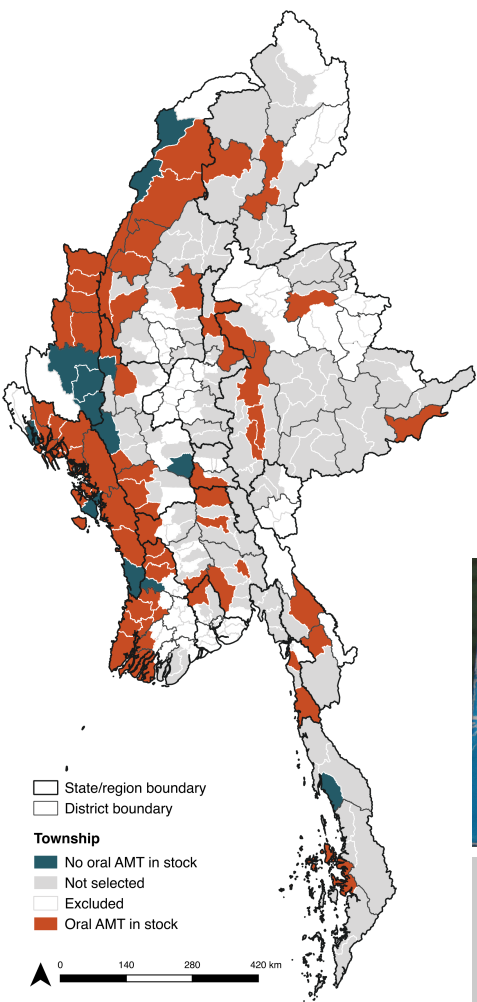 State/region boundary
District boundary
Township
No oral AMT in stock
Not selected
Excluded
Oral AMT in stock
0 140 280 420 km